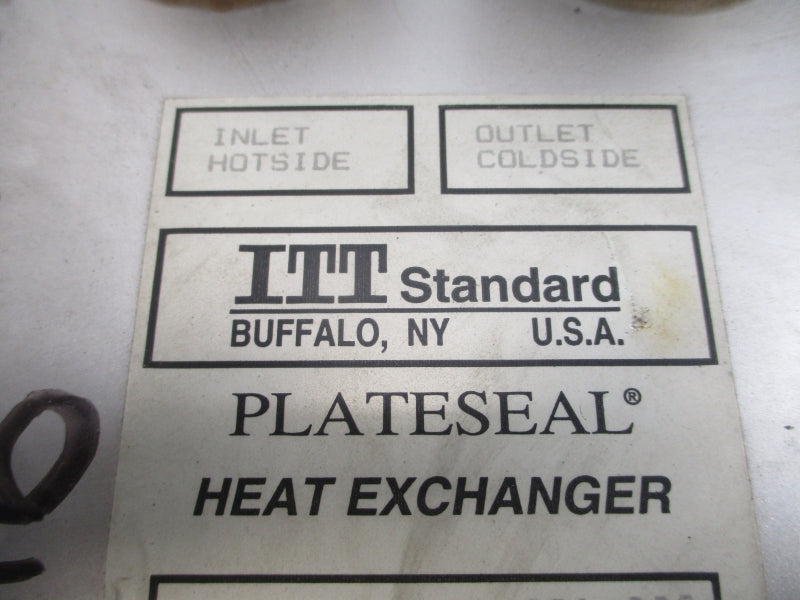 INLET
HOTSIDE
OUTLET
COLDSIDE
ITT Standard
BUFFALO, NY U.S.A.
PLATESEAL®
HEAT EXCHANGER